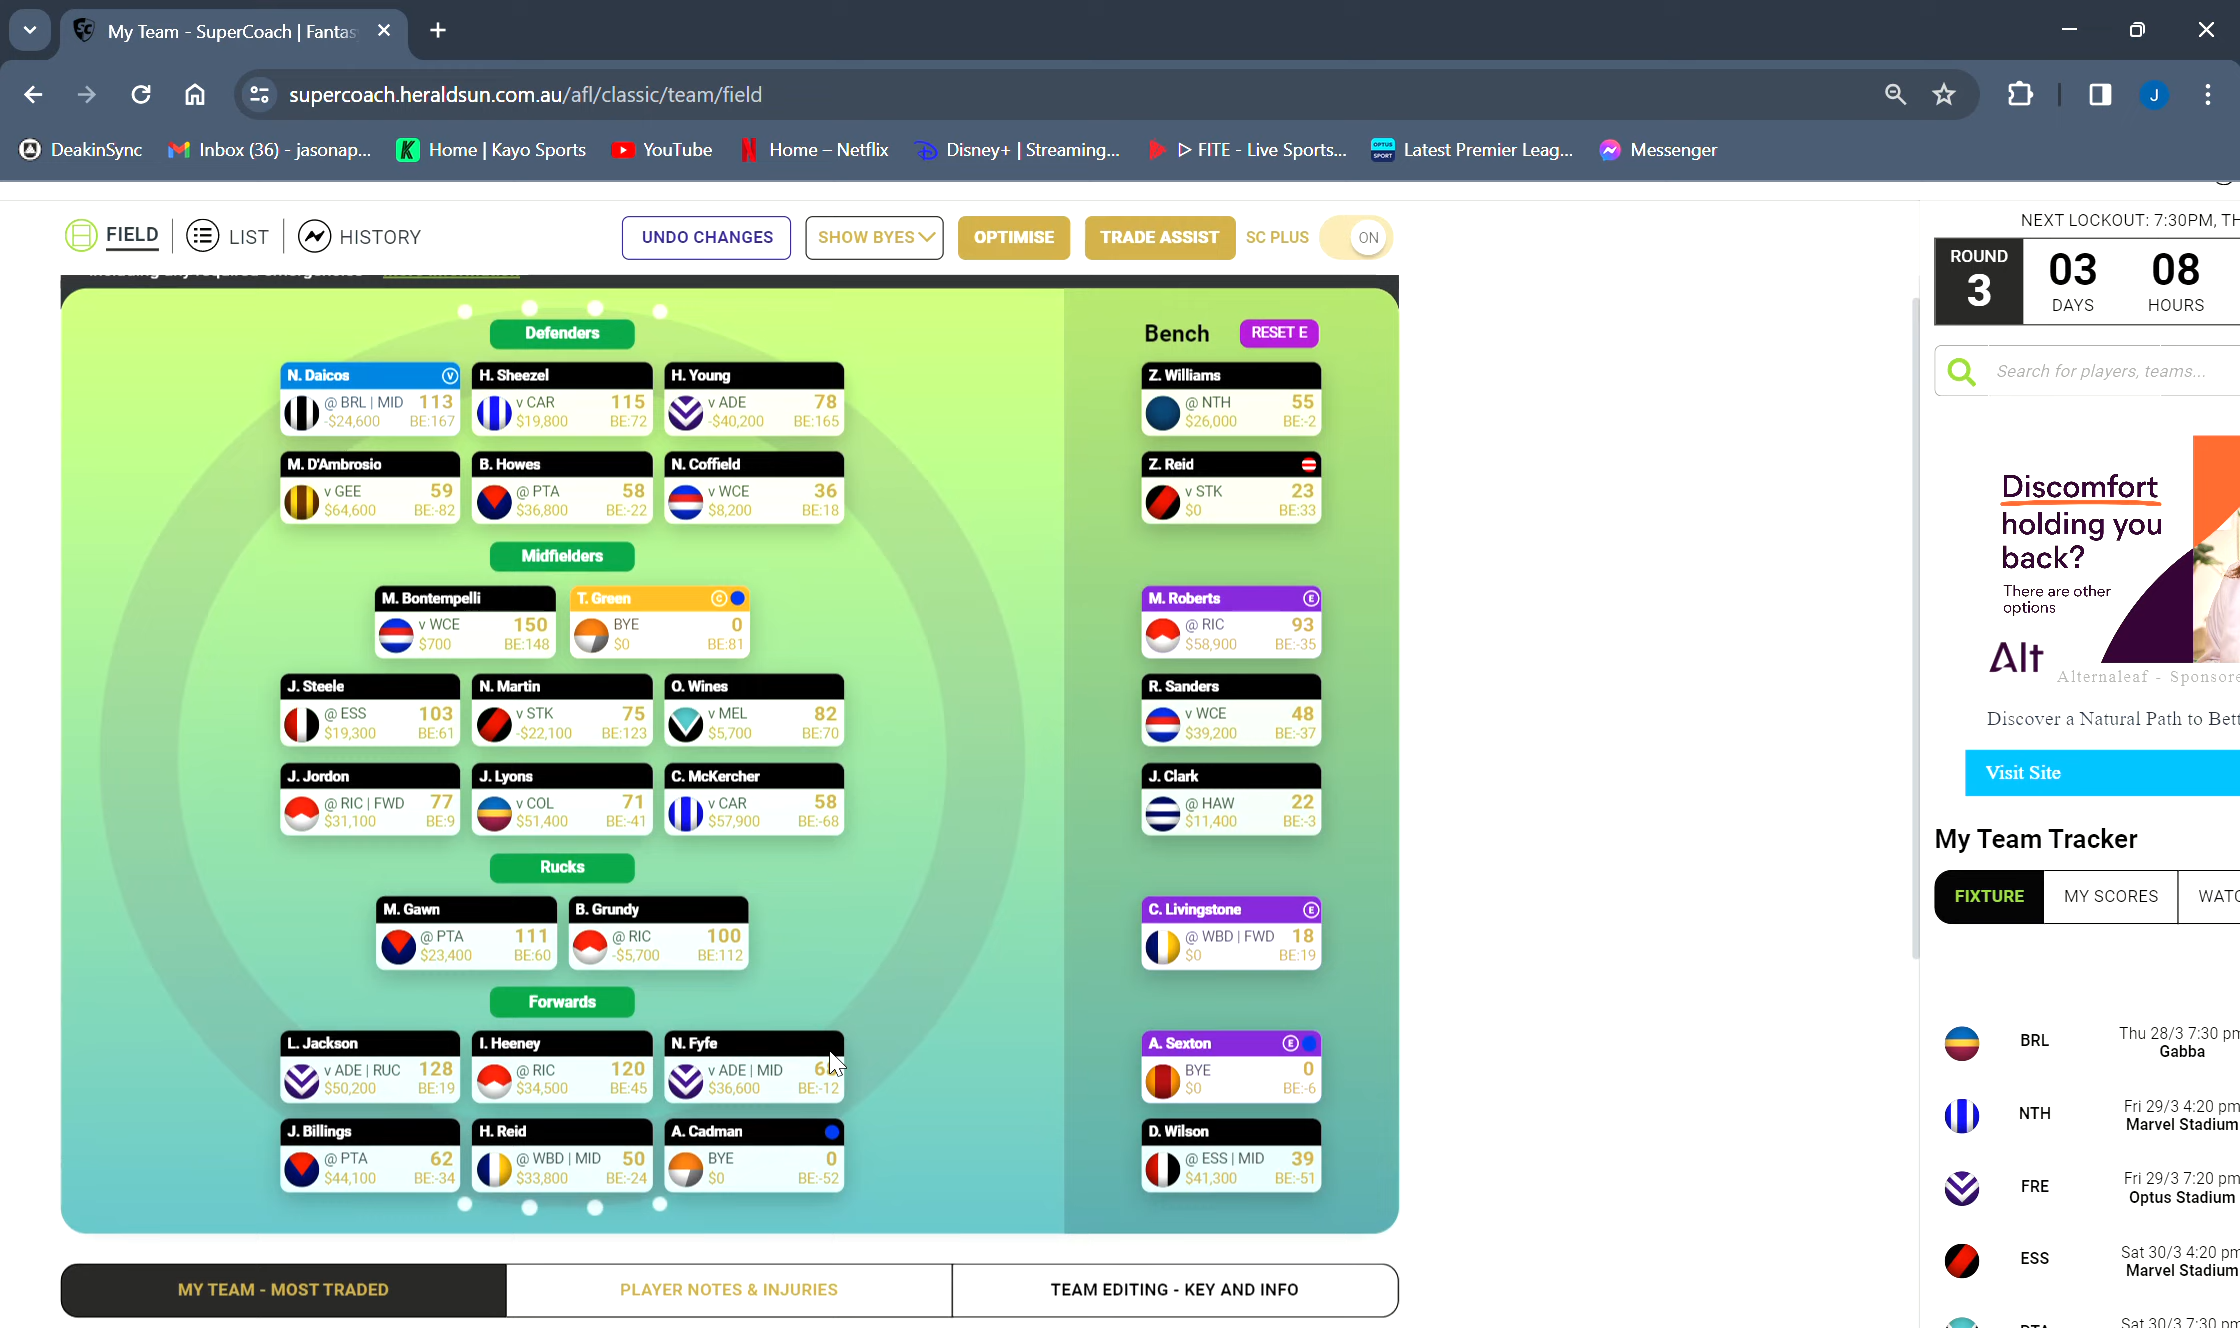 My Team - SuperCoach | Fantas
supercoach.heraldsun.com.au/afl/classic/team/field
J
DeakinSync
Inbox (36) - jasonap...
Home | Kayo Sports
YouTube
Home – Netflix
Disney+ | Streaming...
▷ FITE - Live Sports...
Latest Premier Leag...
Messenger
FIELD
LIST
HISTORY
UNDO CHANGES
SHOW BYES
OPTIMISE
TRADE ASSIST
SC PLUS
ON
Defenders
N. Daicos V
@ BRL | MID 113
-$24,600 BE:167
H. Sheezel
v CAR 115
$19,800 BE:72
H. Young
v ADE 78
-$40,200 BE:165
M. D'Ambrosio
v GEE 59
$64,600 BE:-82
B. Howes
@ PTA 58
$36,800 BE:-22
N. Coffield
v WCE 36
$8,200 BE:18
Midfielders
M. Bontempelli
v WCE 150
$700 BE:148
T. Green C
BYE 0
$0 BE:81
J. Steele
@ ESS 103
$19,300 BE:61
N. Martin
v STK 75
-$22,100 BE:123
O. Wines
v MEL 82
$5,700 BE:70
J. Jordon
@ RIC | FWD 77
$31,100 BE:9
J. Lyons
v COL 71
$51,400 BE:-41
C. McKercher
v CAR 58
$57,900 BE:-68
Rucks
M. Gawn
@ PTA 111
$23,400 BE:60
B. Grundy
@ RIC 100
-$5,700 BE:112
Forwards
L. Jackson
v ADE | RUC 128
$50,200 BE:19
I. Heeney
@ RIC 120
$34,500 BE:45
N. Fyfe
v ADE | MID
$36,600 BE:-12
J. Billings
@ PTA 62
$44,100 BE:-34
H. Reid
@ WBD | MID 50
$33,800 BE:-24
A. Cadman
BYE 0
$0 BE:-52
Bench
RESET E
Z. Williams
@ NTH 55
$26,000 BE:-2
Z. Reid
v STK 23
$0 BE:33
M. Roberts E
@ RIC 93
$58,900 BE:-35
R. Sanders
v WCE 48
$39,200 BE:-37
J. Clark
@ HAW 22
$11,400 BE:-3
C. Livingstone E
@ WBD | FWD 18
$0 BE:19
A. Sexton E
BYE 0
$0 BE:-6
D. Wilson
@ ESS | MID 39
$41,300 BE:-51
MY TEAM - MOST TRADED
PLAYER NOTES & INJURIES
TEAM EDITING - KEY AND INFO
NEXT LOCKOUT: 7:30PM, TH
ROUND
3
03
DAYS
08
HOURS
Search for players, teams...
Discomfort
holding you
back?
There are other
options
Alt
Alternaleaf - Sponsore
Discover a Natural Path to Bet
Visit Site
My Team Tracker
FIXTURE
MY SCORES
WATC
BRL
Thu 28/3 7:30 pm
Gabba
NTH
Fri 29/3 4:20 pm
Marvel Stadium
FRE
Fri 29/3 7:20 pm
Optus Stadium
ESS
Sat 30/3 4:20 pm
Marvel Stadium
Sat 30/3 7:30 pm